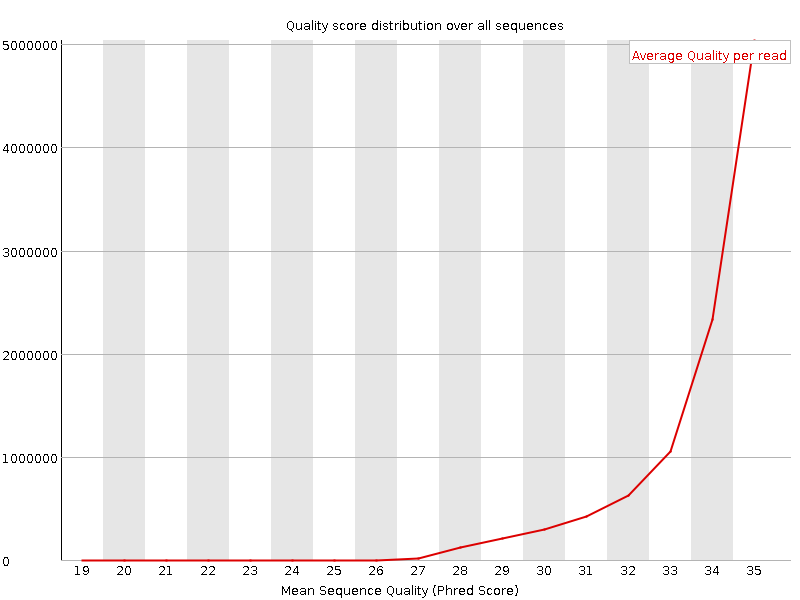 Quality score distribution over all sequences
5000000
Average Quality per read
4000000
3000000
2000000
1000000
0
19 20 21 22 23 24 25 26 27 28 29 30 31 32 33 34 35
Mean Sequence Quality (Phred Score)